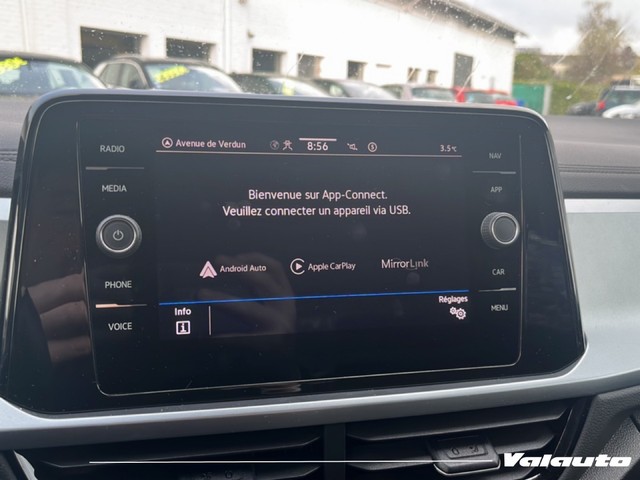 RADIO
MEDIA
PHONE
VOICE
Avenue de Verdun
8:56
3.5°C
Bienvenue sur App-Connect.
Veuillez connecter un appareil via USB.
Android Auto
Apple CarPlay
MirrorLink
Info
Réglages
NAV
APP
CAR
MENU
Valauto